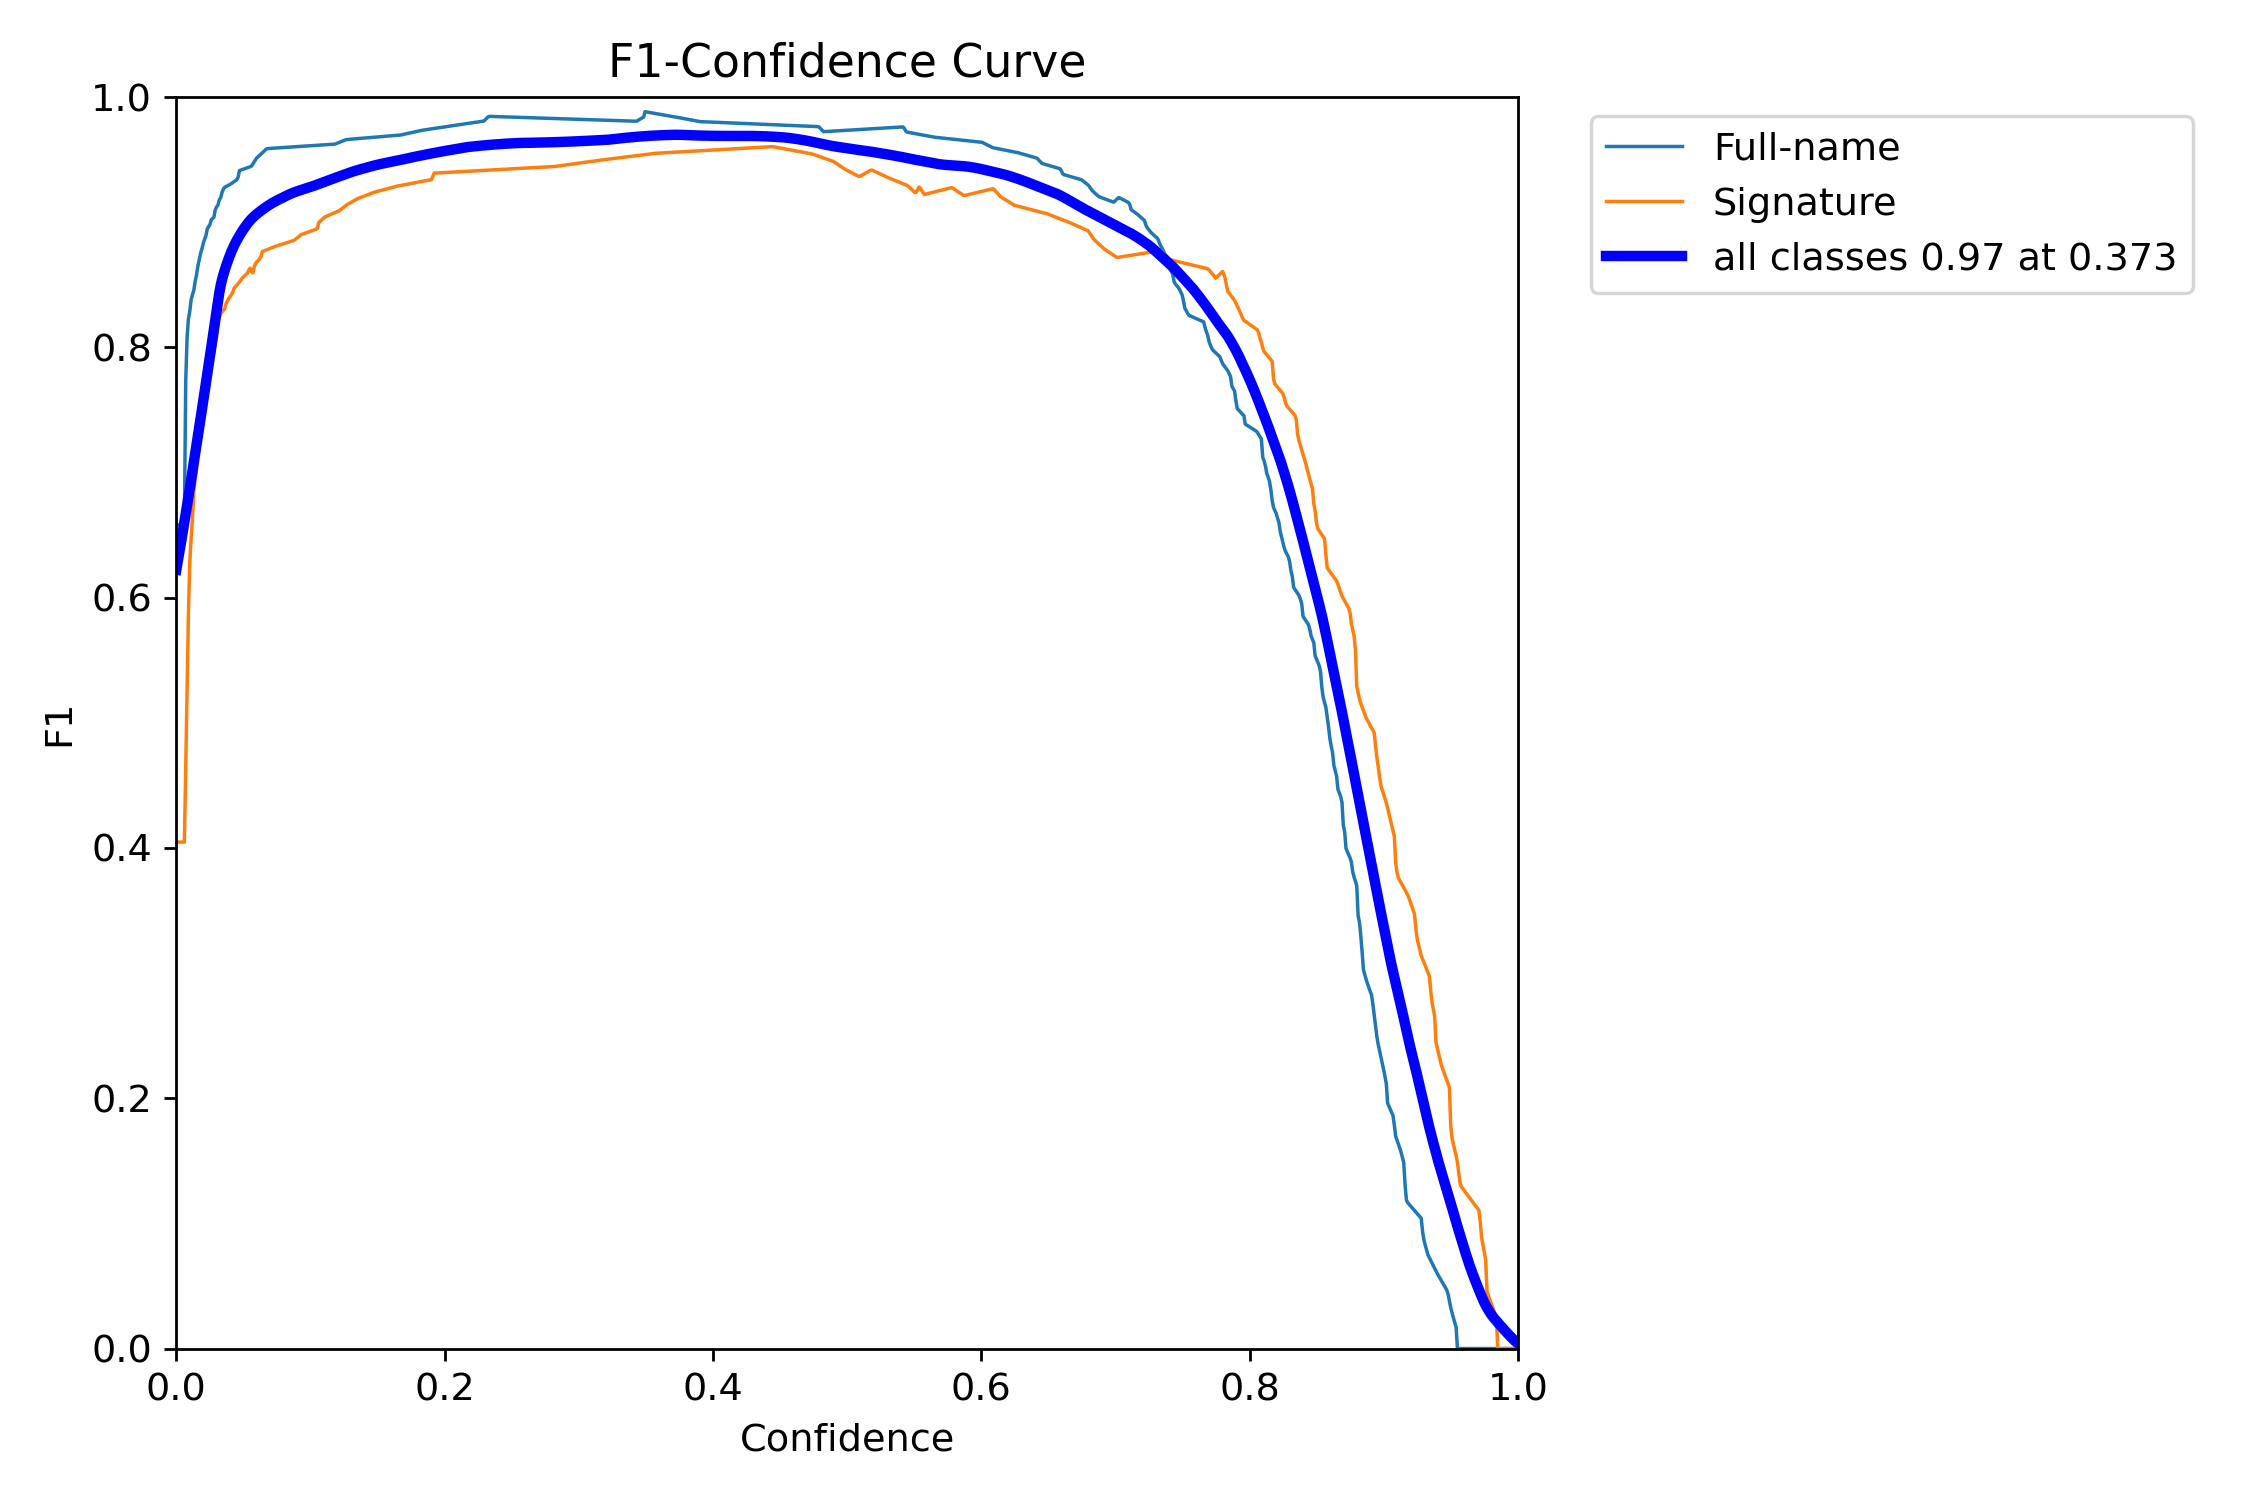 F1-Confidence Curve
1.0
0.8
0.6
0.4
0.2
0.0
F1
0.0 0.2 0.4 0.6 0.8 1.0
Confidence
Full-name
Signature
all classes 0.97 at 0.373